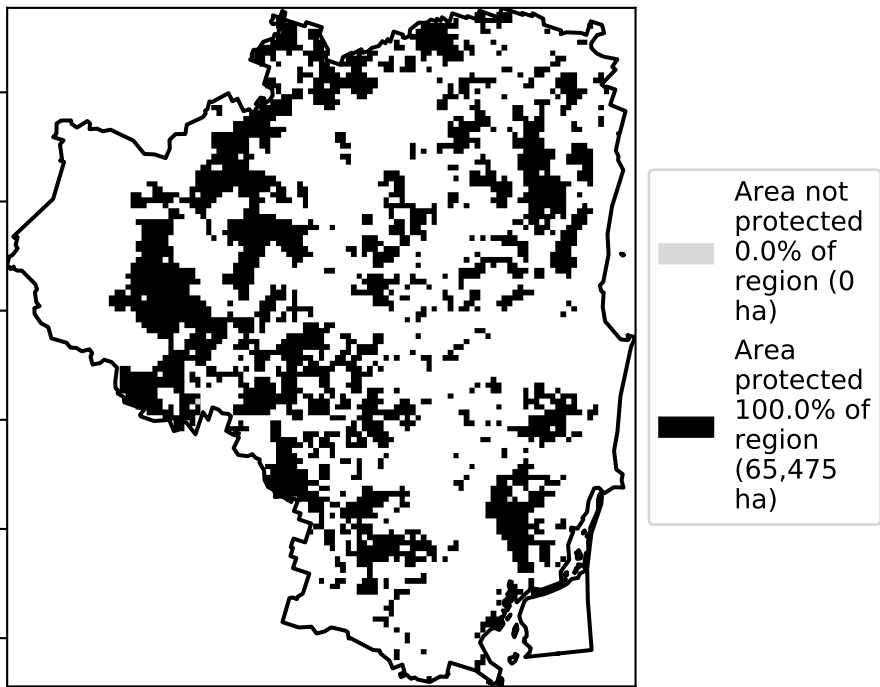 Area not
protected
0.0% of
region (0
ha)
Area
protected
100.0% of
region
(65,475
ha)